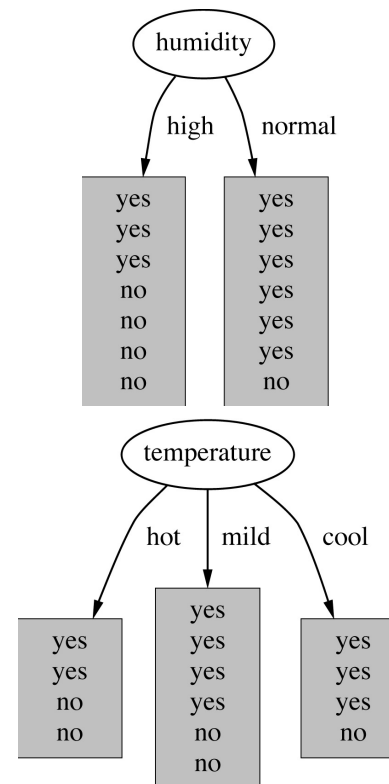 humidity
high normal
yes yes
yes yes
yes yes
no yes
no yes
no yes
no no
temperature
hot mild cool
yes
yes yes yes
yes yes yes
no yes yes
no no no
no